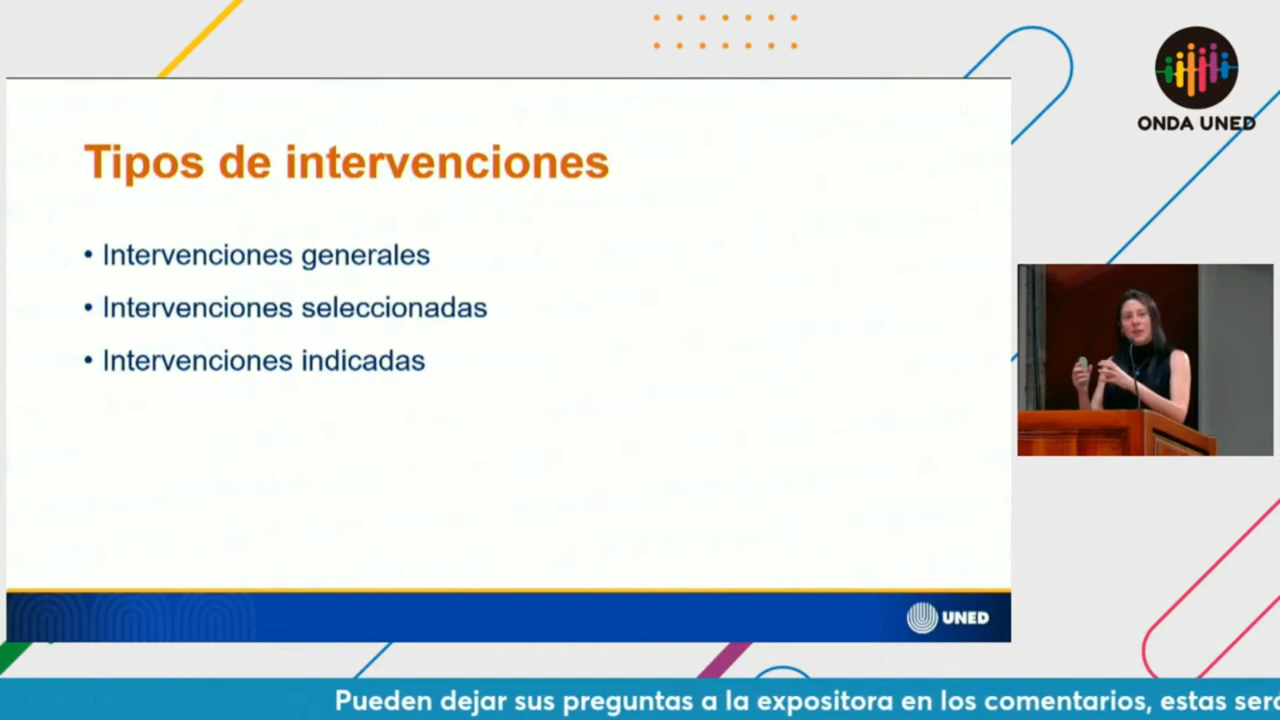 ONDA UNED
Tipos de intervenciones
• Intervenciones generales
• Intervenciones seleccionadas
• Intervenciones indicadas
UNED
Pueden dejar sus preguntas a la expositora en los comentarios, estas